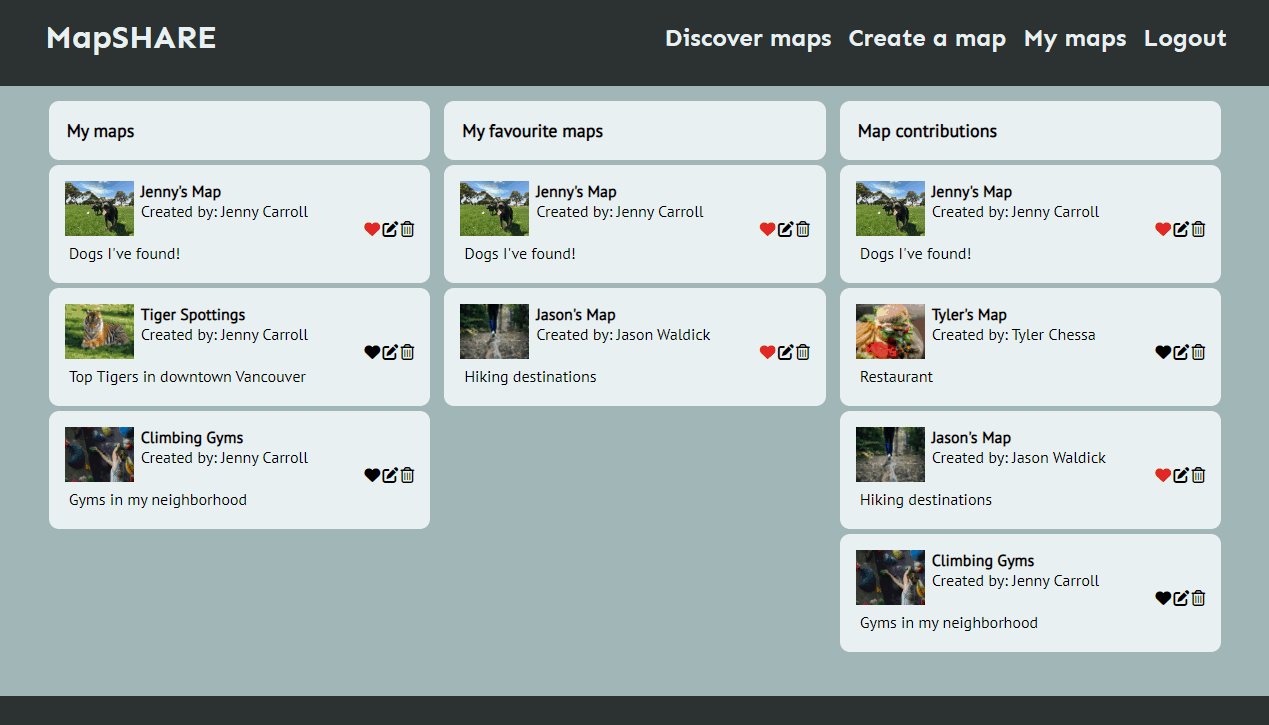 MapSHARE
Discover maps Create a map My maps Logout
My maps
Jenny's Map
Created by: Jenny Carroll
Dogs I've found!
Tiger Spottings
Created by: Jenny Carroll
Top Tigers in downtown Vancouver
Climbing Gyms
Created by: Jenny Carroll
Gyms in my neighborhood
My favourite maps
Jenny's Map
Created by: Jenny Carroll
Dogs I've found!
Jason's Map
Created by: Jason Waldick
Hiking destinations
Map contributions
Jenny's Map
Created by: Jenny Carroll
Dogs I've found!
Tyler's Map
Created by: Tyler Chessa
Restaurant
Jason's Map
Created by: Jason Waldick
Hiking destinations
Climbing Gyms
Created by: Jenny Carroll
Gyms in my neighborhood